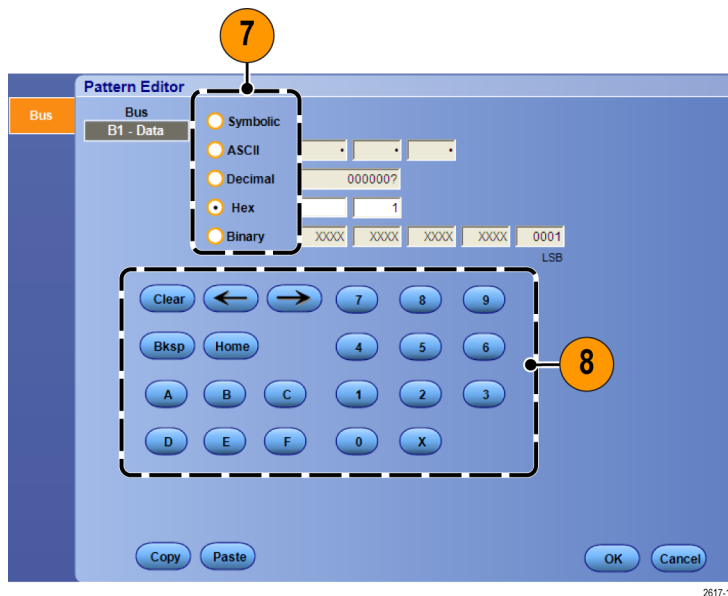 7
Pattern Editor
Bus
Bus
B1 - Data
Symbolic
ASCII
Decimal 000000?
Hex 1
Binary XXXX XXXX XXXX XXXX 0001
LSB
Clear ← → 7 8 9
8
Bksp Home 4 5 6
A B C 1 2 3
D E F 0 X
Copy Paste OK Cancel